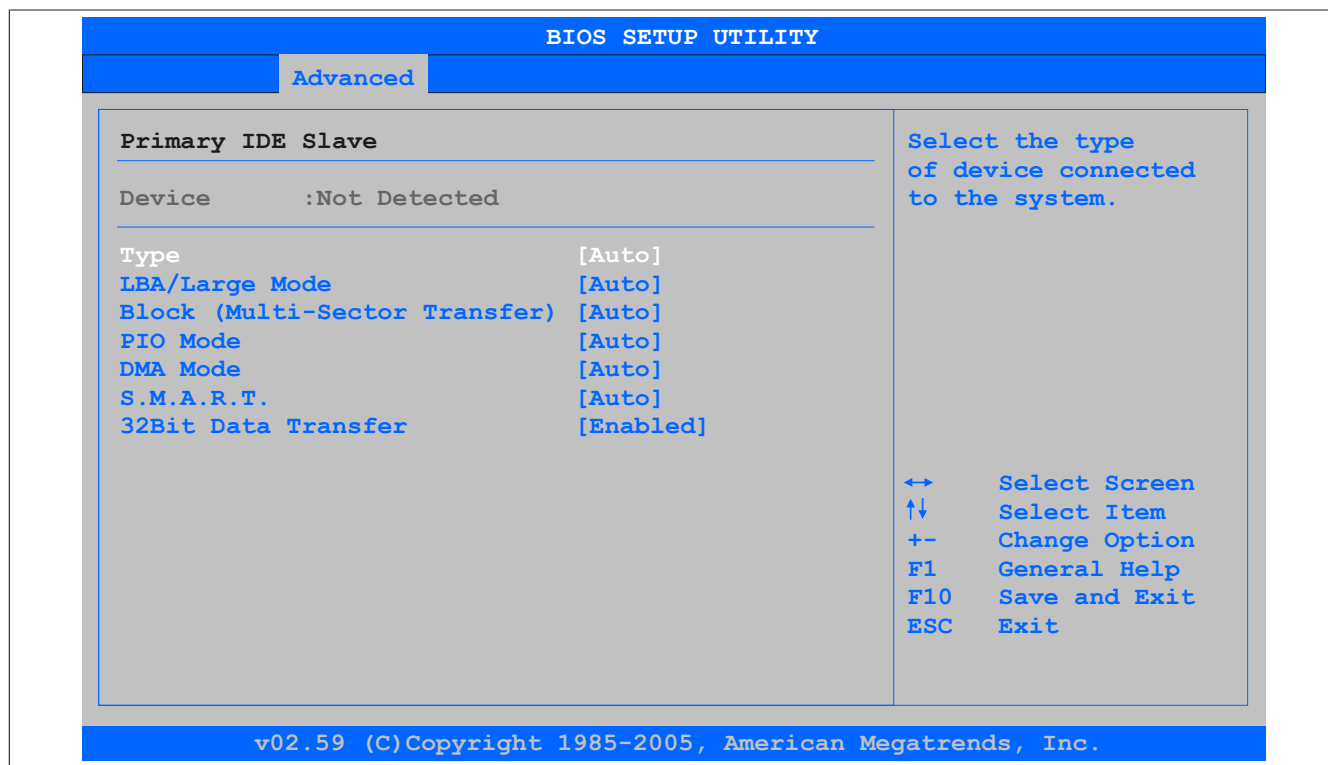 BIOS SETUP UTILITY
Advanced
Primary IDE Slave
Device :Not Detected
Type [Auto]
LBA/Large Mode [Auto]
Block (Multi-Sector Transfer) [Auto]
PIO Mode [Auto]
DMA Mode [Auto]
S.M.A.R.T. [Auto]
32Bit Data Transfer [Enabled]
Select the type
of device connected
to the system.
↔ Select Screen
↑↓ Select Item
+- Change Option
F1 General Help
F10 Save and Exit
ESC Exit
v02.59 (C)Copyright 1985-2005, American Megatrends, Inc.